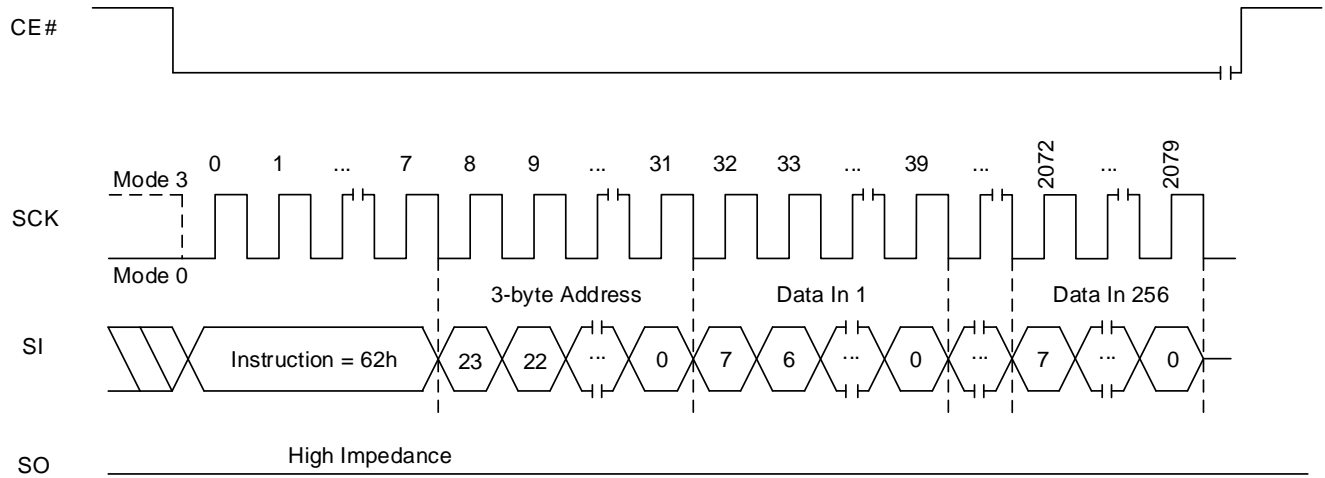 CE#
0 1 ... 7 8 9 ... 31 32 33 ... 39 ... 2072 ... 2079
Mode 3
SCK
Mode 0
3-byte Address Data In 1 Data In 256
SI
Instruction = 62h 23 22 ... 0 7 6 ... 0 ... 7 ... 0
High Impedance
SO